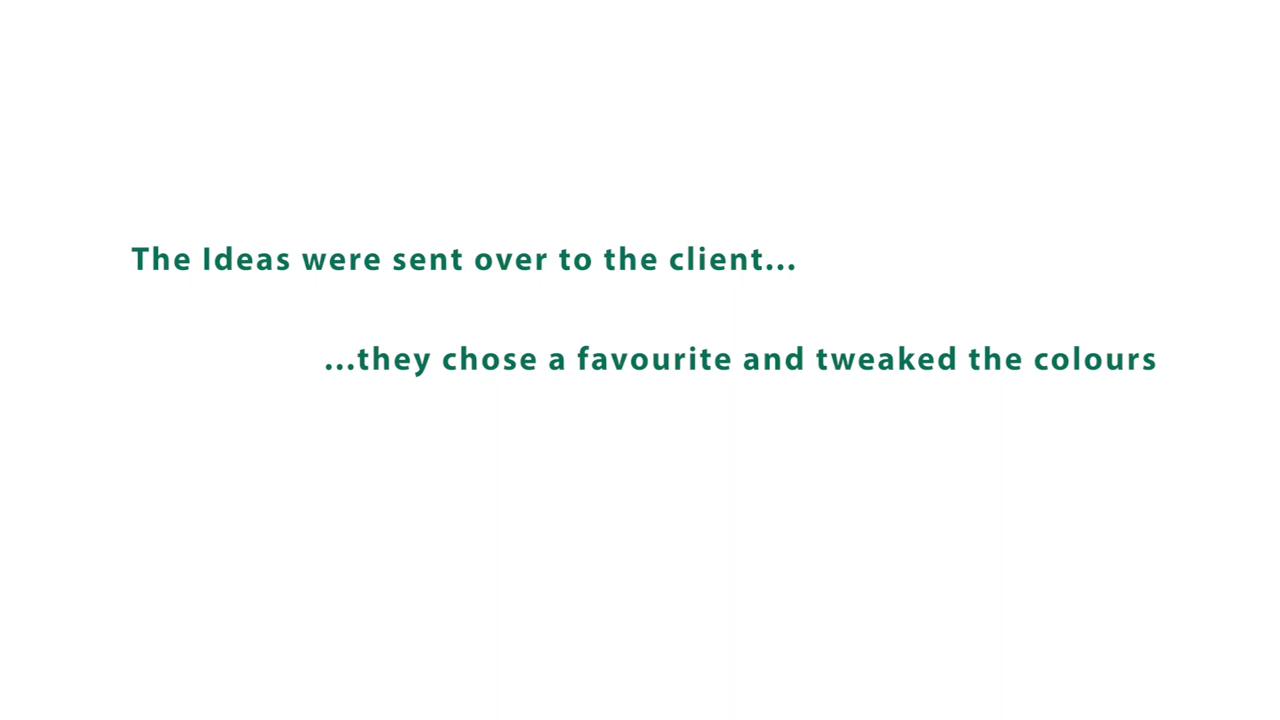 The Ideas were sent over to the client...
...they chose a favourite and tweaked the colours